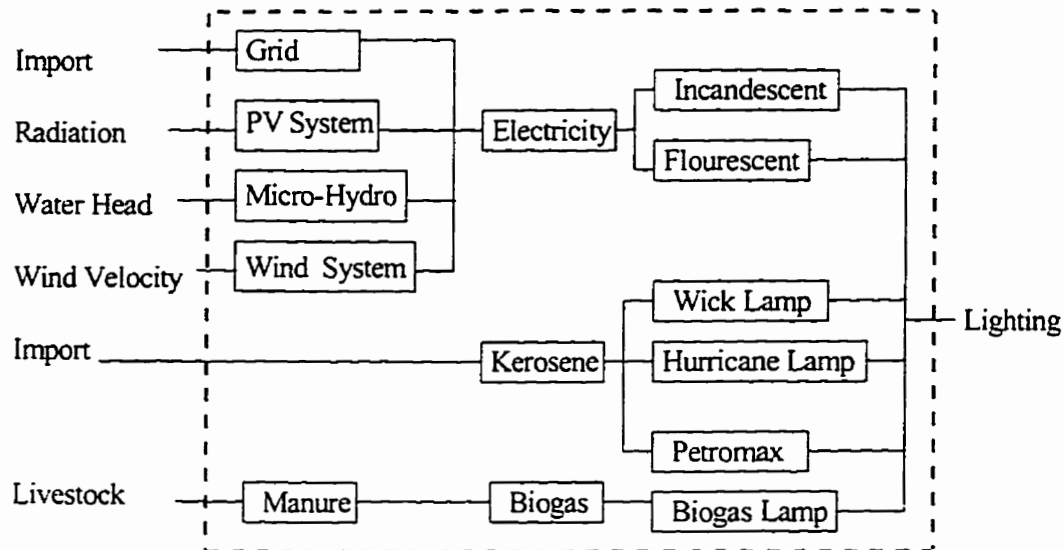 Import
Grid
Incandescent
Radiation
PV System
Electricity
Flourescent
Water Head
Micro-Hydro
Wind Velocity
Wind System
Wick Lamp
Lighting
Import
Kerosene
Hurricane Lamp
Petromax
Livestock
Manure
Biogas
Biogas Lamp